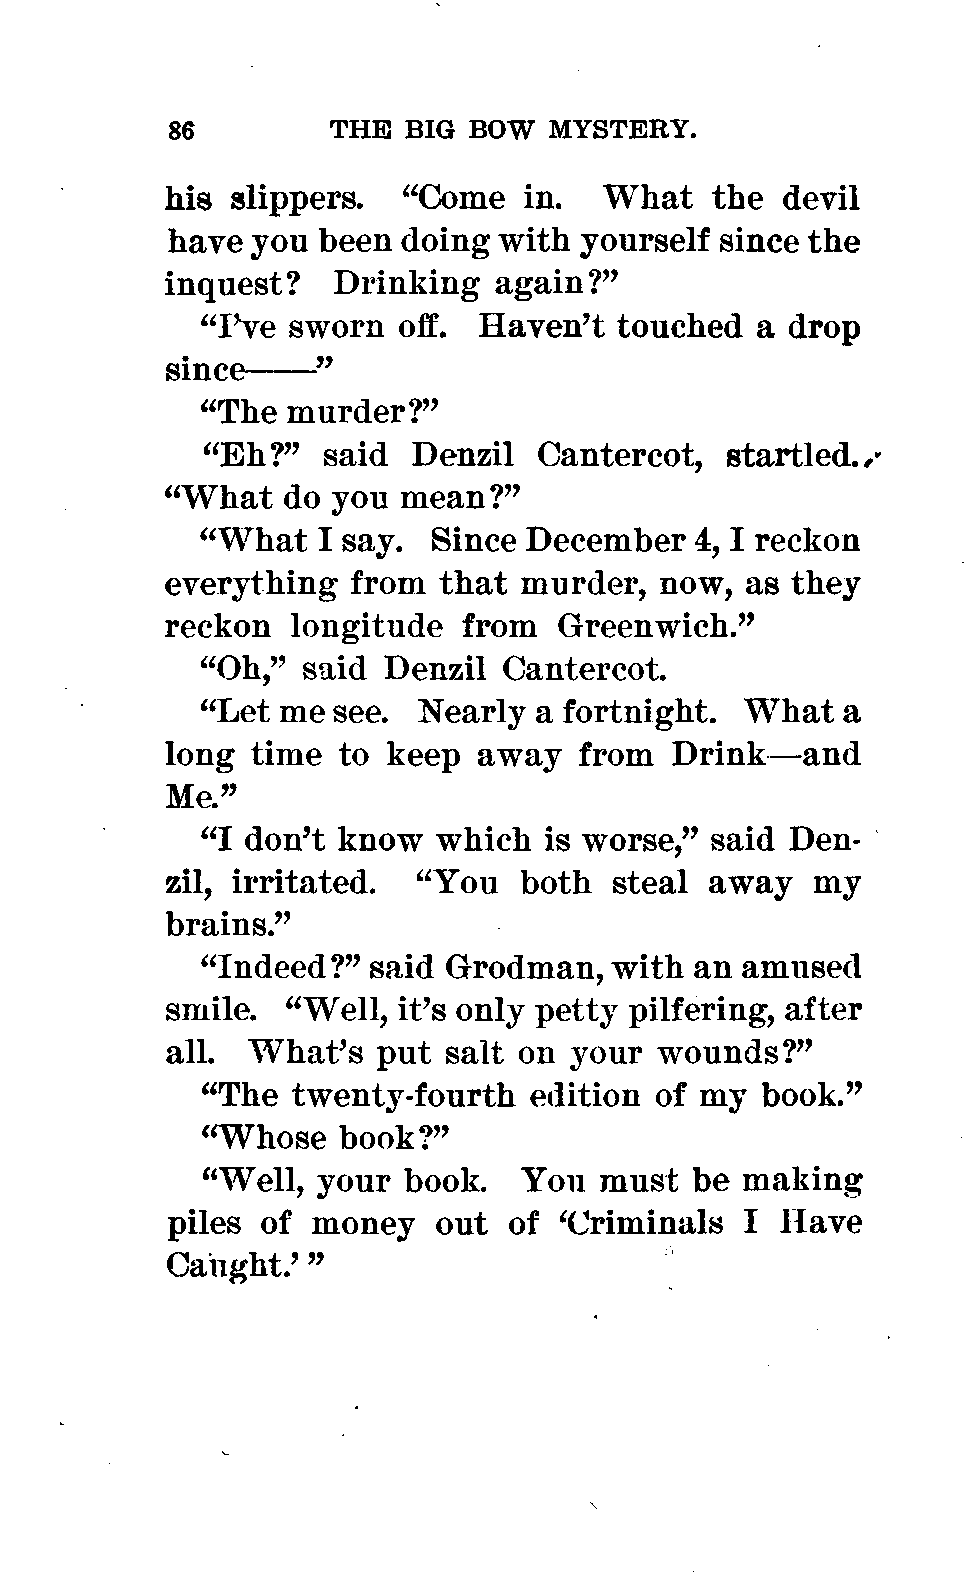 86 THE BIG BOW MYSTERY.
his slippers. “Come in. What the devil
have you been doing with yourself since the
inquest? Drinking again?”
“I’ve sworn off. Haven’t touched a drop
since——”
“The murder?”
“Eh?” said Denzil Cantercot, startled.
“What do you mean?”
“What I say. Since December 4, I reckon
everything from that murder, now, as they
reckon longitude from Greenwich.”
“Oh,” said Denzil Cantercot.
“Let me see. Nearly a fortnight. What a
long time to keep away from Drink—and
Me.”
“I don’t know which is worse,” said Den-
zil, irritated. “You both steal away my
brains.”
“Indeed?” said Grodman, with an amused
smile. “Well, it’s only petty pilfering, after
all. What’s put salt on your wounds?”
“The twenty-fourth edition of my book.”
“Whose book?”
“Well, your book. You must be making
piles of money out of ‘Criminals I Have
Caught.’ ”